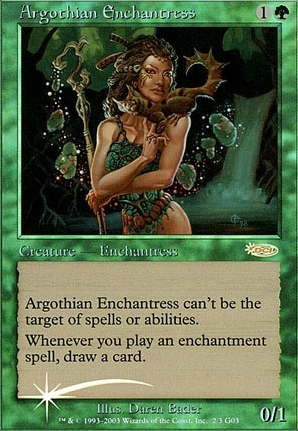 Argothian Enchantress 1
Creature — Enchantress
DCI
Argothian Enchantress can't be the
target of spells or abilities.
Whenever you play an enchantment
spell, draw a card.
Illus. Daren Bader
™ & © 1993-2003 Wizards of the Coast, Inc. 2/3 G03
0/1